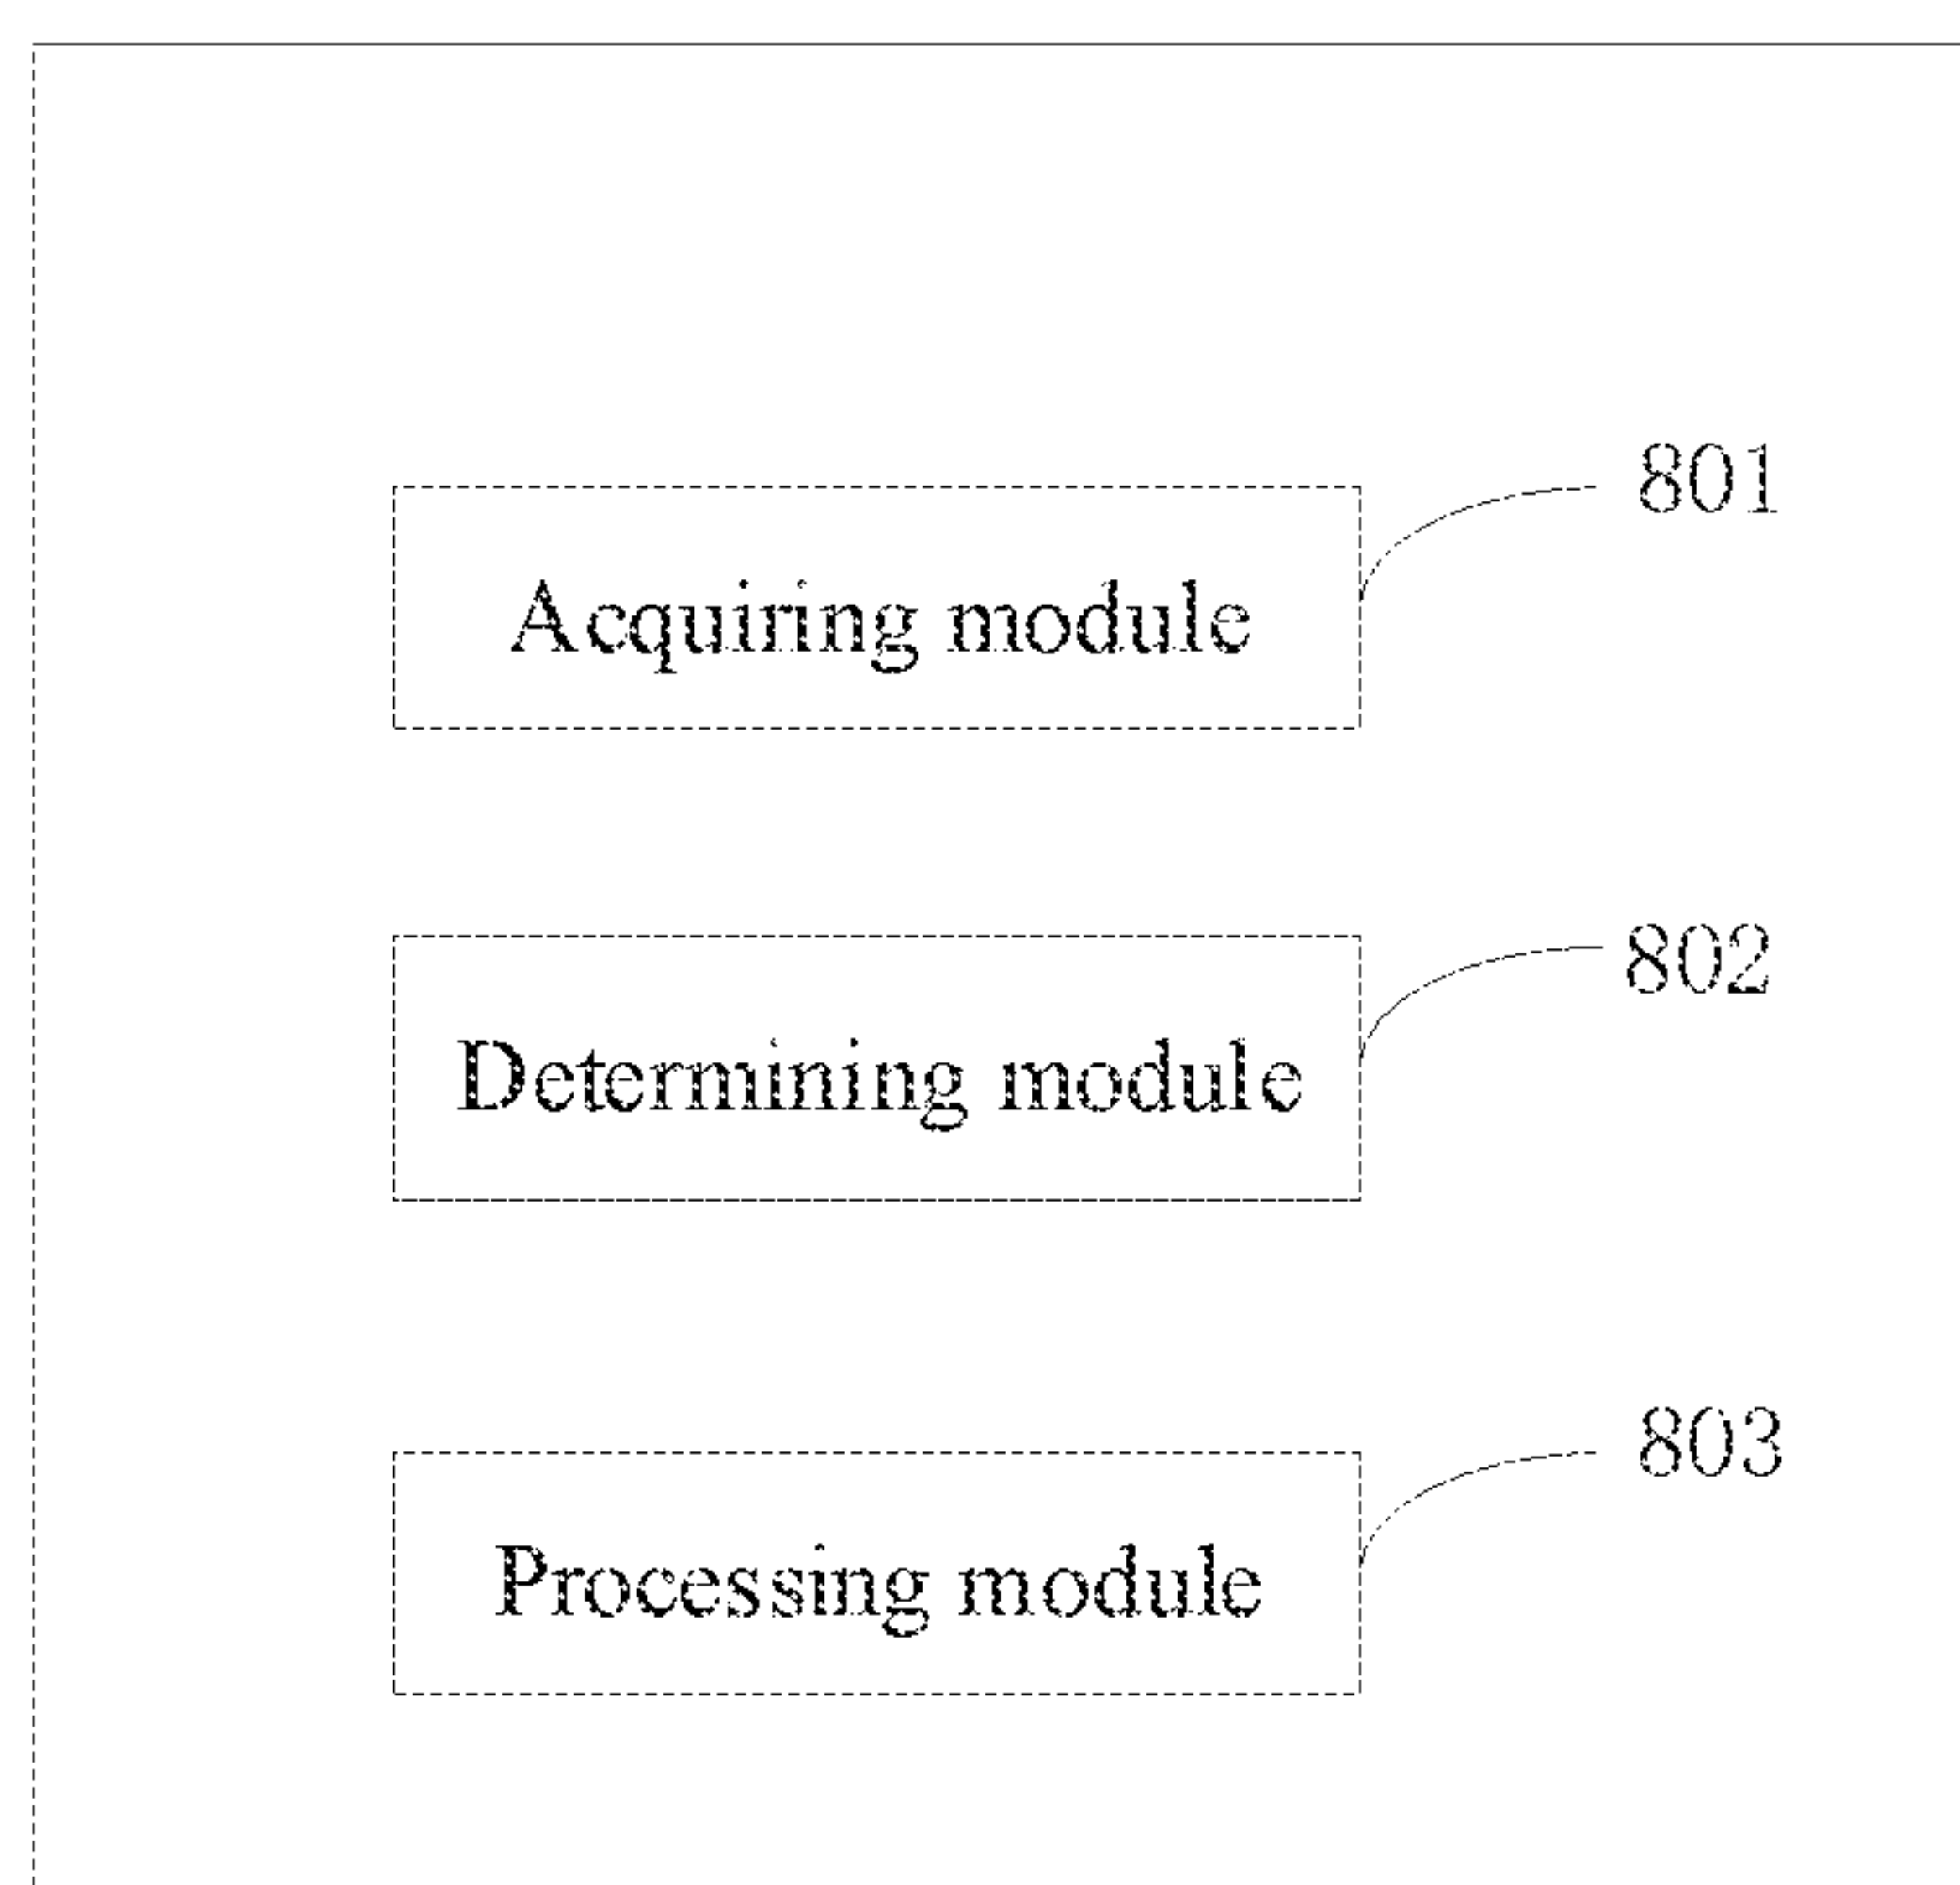 801
Acquiring module
802
Determining module
803
Processing module